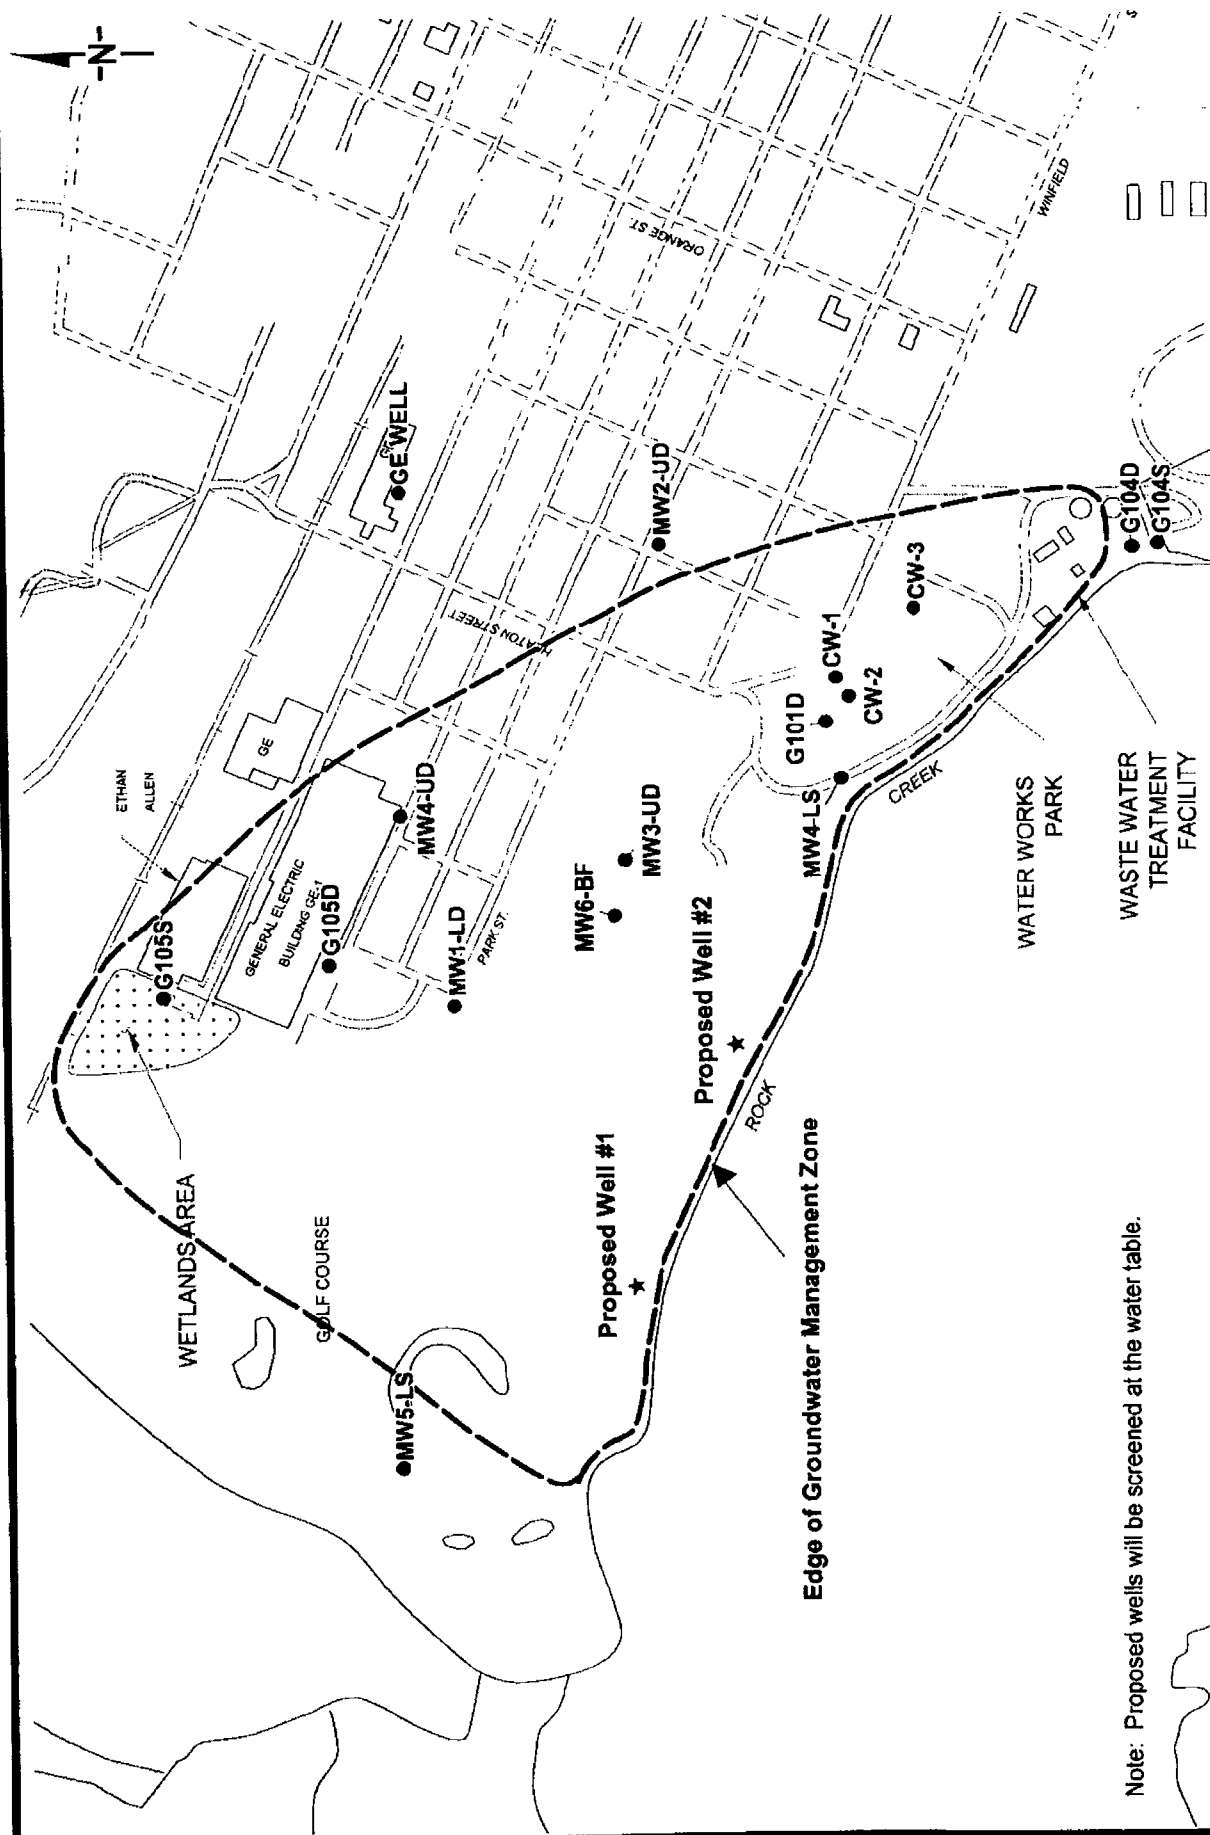 N
ETHAN
ALLEN
GE
GE
GE WELL
G105S
GENERAL ELECTRIC
BUILDING GE-1
G105D
MW4-UD
MW1-LD
PARK ST.
HEATON STREET
MW2-UD
ORANGE ST.
WINFIELD
WETLANDS AREA
GOLF COURSE
MW5-LS
MW6-BF
MW3-UD
Proposed Well #1
Proposed Well #2
ROCK
CREEK
MW4-LS
G101D
CW-1
CW-2
CW-3
G104D
G104S
WATER WORKS
PARK
WASTE WATER
TREATMENT
FACILITY
Edge of Groundwater Management Zone
Note: Proposed wells will be screened at the water table.